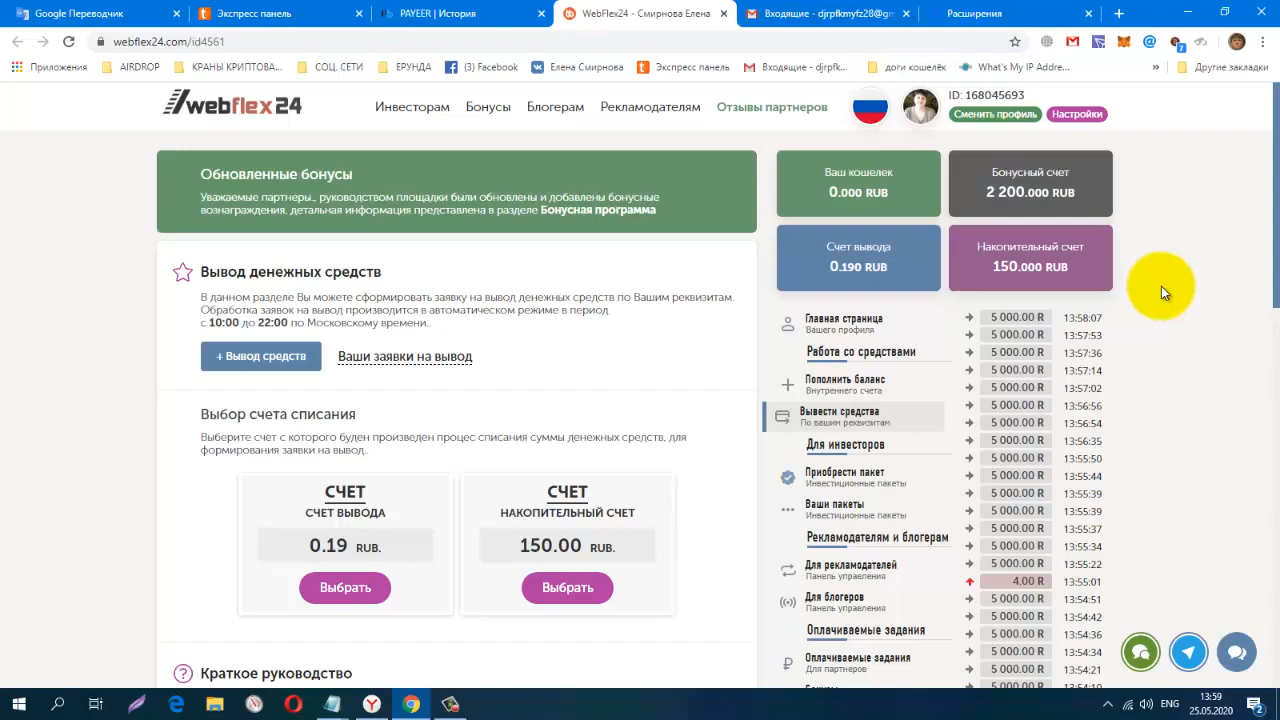 Google Переводчик
Экспресс панель
PAYEER | История
WebFlex24 - Смирнова Елена
Входящие - djrpfkmyfz28@gm
Расширения
webflex24.com/id4561
Приложения
AIRDROP
КРАНЫ КРИПТОВА...
СОЦ. СЕТИ
ЕРУНДА
(3) Facebook
Елена Смирнова
Экспресс панель
Входящие - djrpfk...
доги кошелёк
What's My IP Addre...
Другие закладки
webflex24
Инвесторам
Бонусы
Блогерам
Рекламодателям
Отзывы партнеров
ID: 168045693
Сменить профиль
Настройки
Обновленные бонусы
Уважаемые партнеры,, руководством площадки были обновлены и добавлены бонусные
вознаграждения, детальная информация представлена в разделе Бонусная программа
Ваш кошелек
0.000 RUB
Бонусный счет
2 200.000 RUB
Счет вывода
0.190 RUB
Накопительный счет
150.000 RUB
Вывод денежных средств
В данном разделе Вы можете сформировать заявку на вывод денежных средств по Вашим реквизитам.
Обработка заявок на вывод производится в автоматическом режиме в период
с 10:00 до 22:00 по Московскому времени..
+ Вывод средств
Ваши заявки на вывод
Выбор счета списания
Выберите счет с которого буден произведен процес списания суммы денежных средств, для
формирования заявки на вывод..
СЧЕТ
СЧЕТ ВЫВОДА
0.19 RUB.
Выбрать
СЧЕТ
НАКОПИТЕЛЬНЫЙ СЧЕТ
150.00 RUB.
Выбрать
Краткое руководство
Главная страница
Вашего профиля
Работа со средствами
Пополнить баланс
Внутреннего счета
Вывести средства
По вашим реквизитам
Для инвесторов
Приобрести пакет
Инвестиционные пакеты
Ваши пакеты
Инвестиционные пакеты
Рекламодателям и блогерам
Для рекламодателей
Панель управления
Для блогеров
Панель управления
Оплачиваемые задания
Оплачиваемые задания
Для партнеров
5 000.00 R 13:58:07
5 000.00 R 13:57:53
5 000.00 R 13:57:36
5 000.00 R 13:57:14
5 000.00 R 13:57:02
5 000.00 R 13:56:56
5 000.00 R 13:56:54
5 000.00 R 13:56:35
5 000.00 R 13:55:50
5 000.00 R 13:55:44
5 000.00 R 13:55:39
5 000.00 R 13:55:39
5 000.00 R 13:55:37
5 000.00 R 13:55:34
5 000.00 R 13:55:22
4.00 R 13:55:01
5 000.00 R 13:54:51
5 000.00 R 13:54:42
5 000.00 R 13:54:36
5 000.00 R 13:54:34
5 000.00 R 13:54:21
5 000.00 R 13:54:10
ENG
13:59
25.05.2020